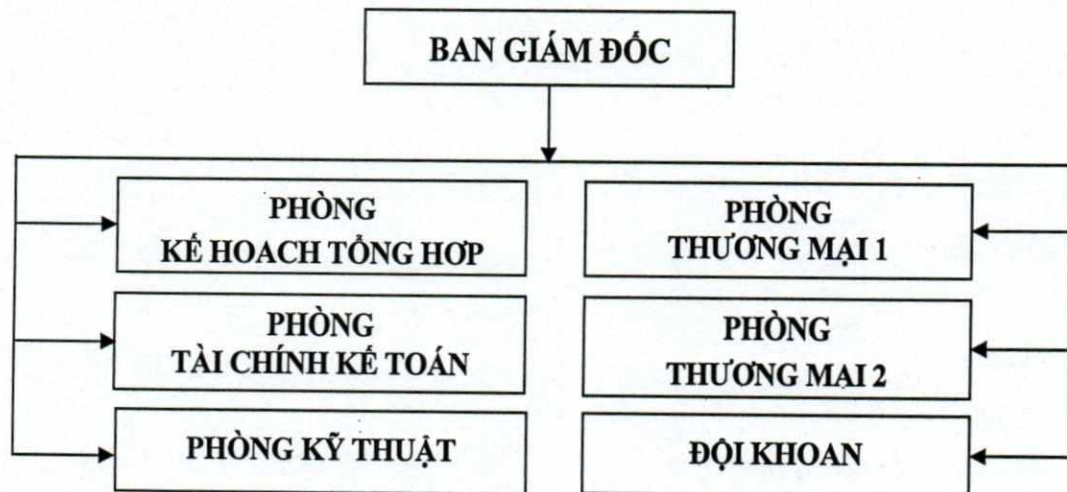 BAN GIÁM ĐỐC
PHÒNG
KẾ HOẠCH TỔNG HỢP
PHÒNG
THƯƠNG MẠI 1
PHÒNG
TÀI CHÍNH KẾ TOÁN
PHÒNG
THƯƠNG MẠI 2
PHÒNG KỸ THUẬT
ĐỘI KHOAN